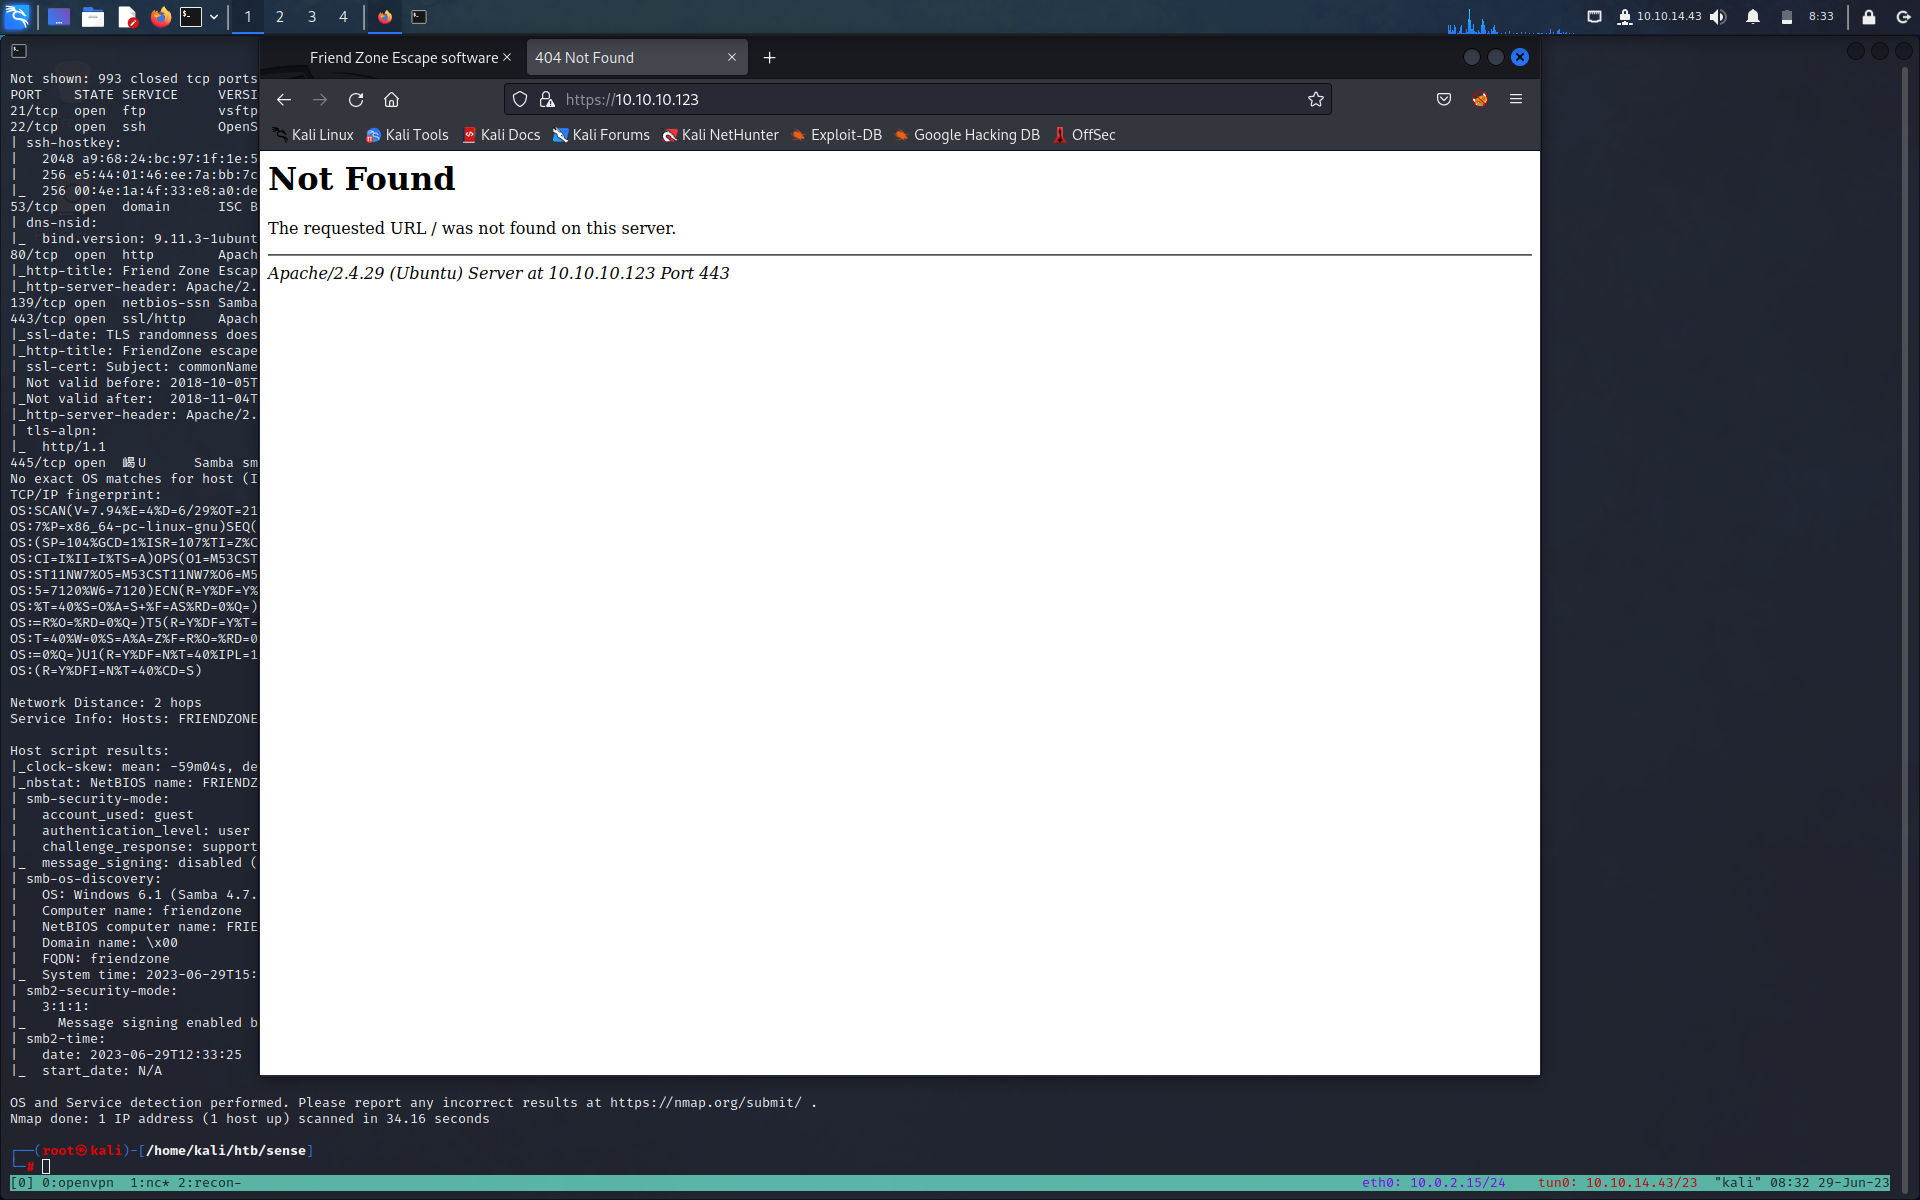 1 2 3 4
10.10.14.43
8:33
Friend Zone Escape software
404 Not Found
https://10.10.10.123
Kali Linux Kali Tools Kali Docs Kali Forums Kali NetHunter Exploit-DB Google Hacking DB OffSec
Not Found
The requested URL / was not found on this server.
Apache/2.4.29 (Ubuntu) Server at 10.10.10.123 Port 443
Not shown: 993 closed tcp ports
PORT     STATE SERVICE     VERSI
21/tcp  open  ftp         vsftp
22/tcp  open  ssh         OpenS
| ssh-hostkey:
|   2048 a9:68:24:bc:97:1f:1e:5
|   256 e5:44:01:46:ee:7a:bb:7c
|_  256 00:4e:1a:4f:33:e8:a0:de
53/tcp  open  domain      ISC B
| dns-nsid:
|_  bind.version: 9.11.3-1ubunt
80/tcp  open  http        Apach
|_http-title: Friend Zone Escap
|_http-server-header: Apache/2.
139/tcp open  netbios-ssn Samba
443/tcp open  ssl/http    Apach
|_ssl-date: TLS randomness does
|_http-title: FriendZone escape
| ssl-cert: Subject: commonName
| Not valid before: 2018-10-05T
|_Not valid after:  2018-11-04T
|_http-server-header: Apache/2.
| tls-alpn:
|_  http/1.1
445/tcp open  U      Samba sm
No exact OS matches for host (I
TCP/IP fingerprint:
OS:SCAN(V=7.94%E=4%D=6/29%OT=21
OS:7%P=x86_64-pc-linux-gnu)SEQ(
OS:(SP=104%GCD=1%ISR=107%TI=Z%C
OS:CI=I%II=I%TS=A)OPS(O1=M53CST
OS:ST11NW7%O5=M53CST11NW7%O6=M5
OS:5=7120%W6=7120)ECN(R=Y%DF=Y%
OS:%T=40%S=O%A=S+%F=AS%RD=0%Q=)
OS:=R%O=%RD=0%Q=)T5(R=Y%DF=Y%T=
OS:T=40%W=0%S=A%A=Z%F=R%O=%RD=0
OS:=0%Q=)U1(R=Y%DF=N%T=40%IPL=1
OS:(R=Y%DFI=N%T=40%CD=S)
Network Distance: 2 hops
Service Info: Hosts: FRIENDZONE
Host script results:
|_clock-skew: mean: -59m04s, de
|_nbstat: NetBIOS name: FRIENDZ
| smb-security-mode:
|   account_used: guest
|   authentication_level: user
|   challenge_response: support
|_  message_signing: disabled (
| smb-os-discovery:
|   OS: Windows 6.1 (Samba 4.7.
|   Computer name: friendzone
|   NetBIOS computer name: FRIE
|   Domain name: \x00
|   FQDN: friendzone
|_  System time: 2023-06-29T15:
| smb2-security-mode:
|   3:1:1:
|_    Message signing enabled b
| smb2-time:
|   date: 2023-06-29T12:33:25
|_  start_date: N/A
OS and Service detection performed. Please report any incorrect results at https://nmap.org/submit/ .
Nmap done: 1 IP address (1 host up) scanned in 34.16 seconds
┌──(root㉿kali)-[/home/kali/htb/sense]
└─#
[0] 0:openvpn  1:nc* 2:recon-
eth0: 10.0.2.15/24    tun0: 10.10.14.43/23  "kali" 08:32 29-Jun-23